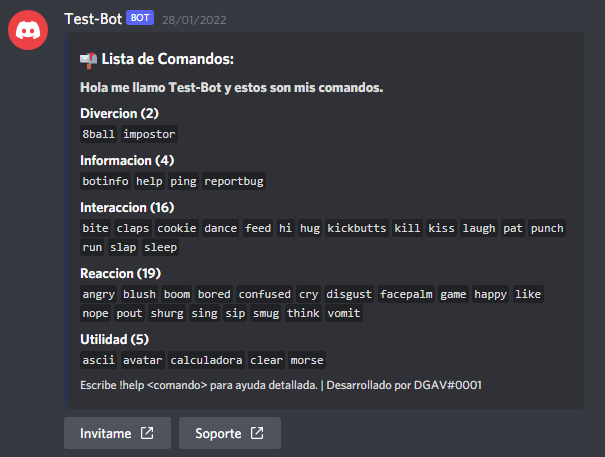 Test-Bot BOT 28/01/2022
Lista de Comandos:
Hola me llamo Test-Bot y estos son mis comandos.
Divercion (2)
8ball impostor
Informacion (4)
botinfo help ping reportbug
Interaccion (16)
bite claps cookie dance feed hi hug kickbutts kill kiss laugh pat punch
run slap sleep
Reaccion (19)
angry blush boom bored confused cry disgust facepalm game happy like
nope pout shurg sing sip smug think vomit
Utilidad (5)
ascii avatar calculadora clear morse
Escribe !help <comando> para ayuda detallada. | Desarrollado por DGAV#0001
Invitame Soporte